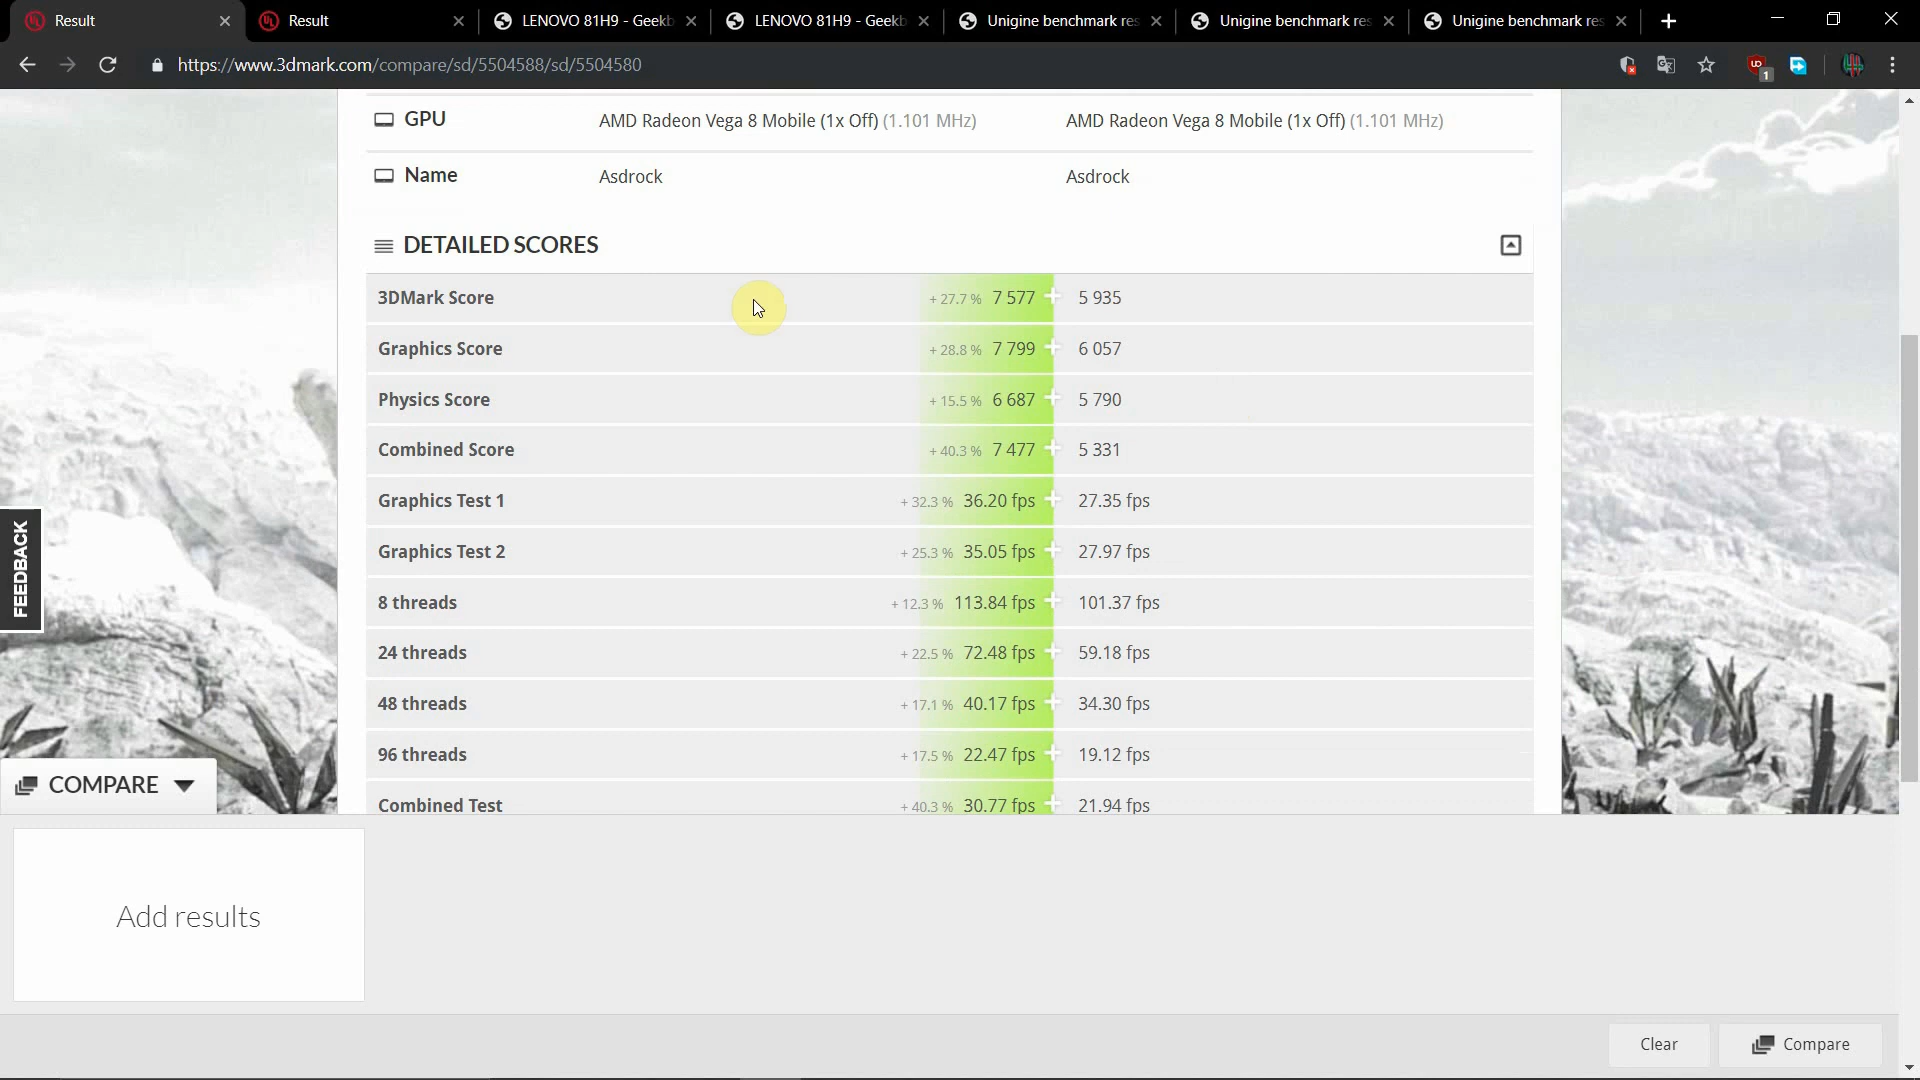 Result
Result
LENOVO 81H9 - Geekb
LENOVO 81H9 - Geekb
Unigine benchmark res
Unigine benchmark res
Unigine benchmark res
https://www.3dmark.com/compare/sd/5504588/sd/5504580
1
GPU AMD Radeon Vega 8 Mobile (1x Off) (1.101 MHz) AMD Radeon Vega 8 Mobile (1x Off) (1.101 MHz)
Name Asdrock Asdrock
DETAILED SCORES
3DMark Score + 27.7 % 7 577 5 935
Graphics Score + 28.8 % 7 799 6 057
Physics Score + 15.5 % 6 687 5 790
Combined Score + 40.3 % 7 477 5 331
Graphics Test 1 + 32.3 % 36.20 fps 27.35 fps
Graphics Test 2 + 25.3 % 35.05 fps 27.97 fps
8 threads + 12.3 % 113.84 fps 101.37 fps
24 threads + 22.5 % 72.48 fps 59.18 fps
48 threads + 17.1 % 40.17 fps 34.30 fps
96 threads + 17.5 % 22.47 fps 19.12 fps
Combined Test + 40.3 % 30.77 fps 21.94 fps
FEEDBACK
COMPARE
Add results
Clear
Compare